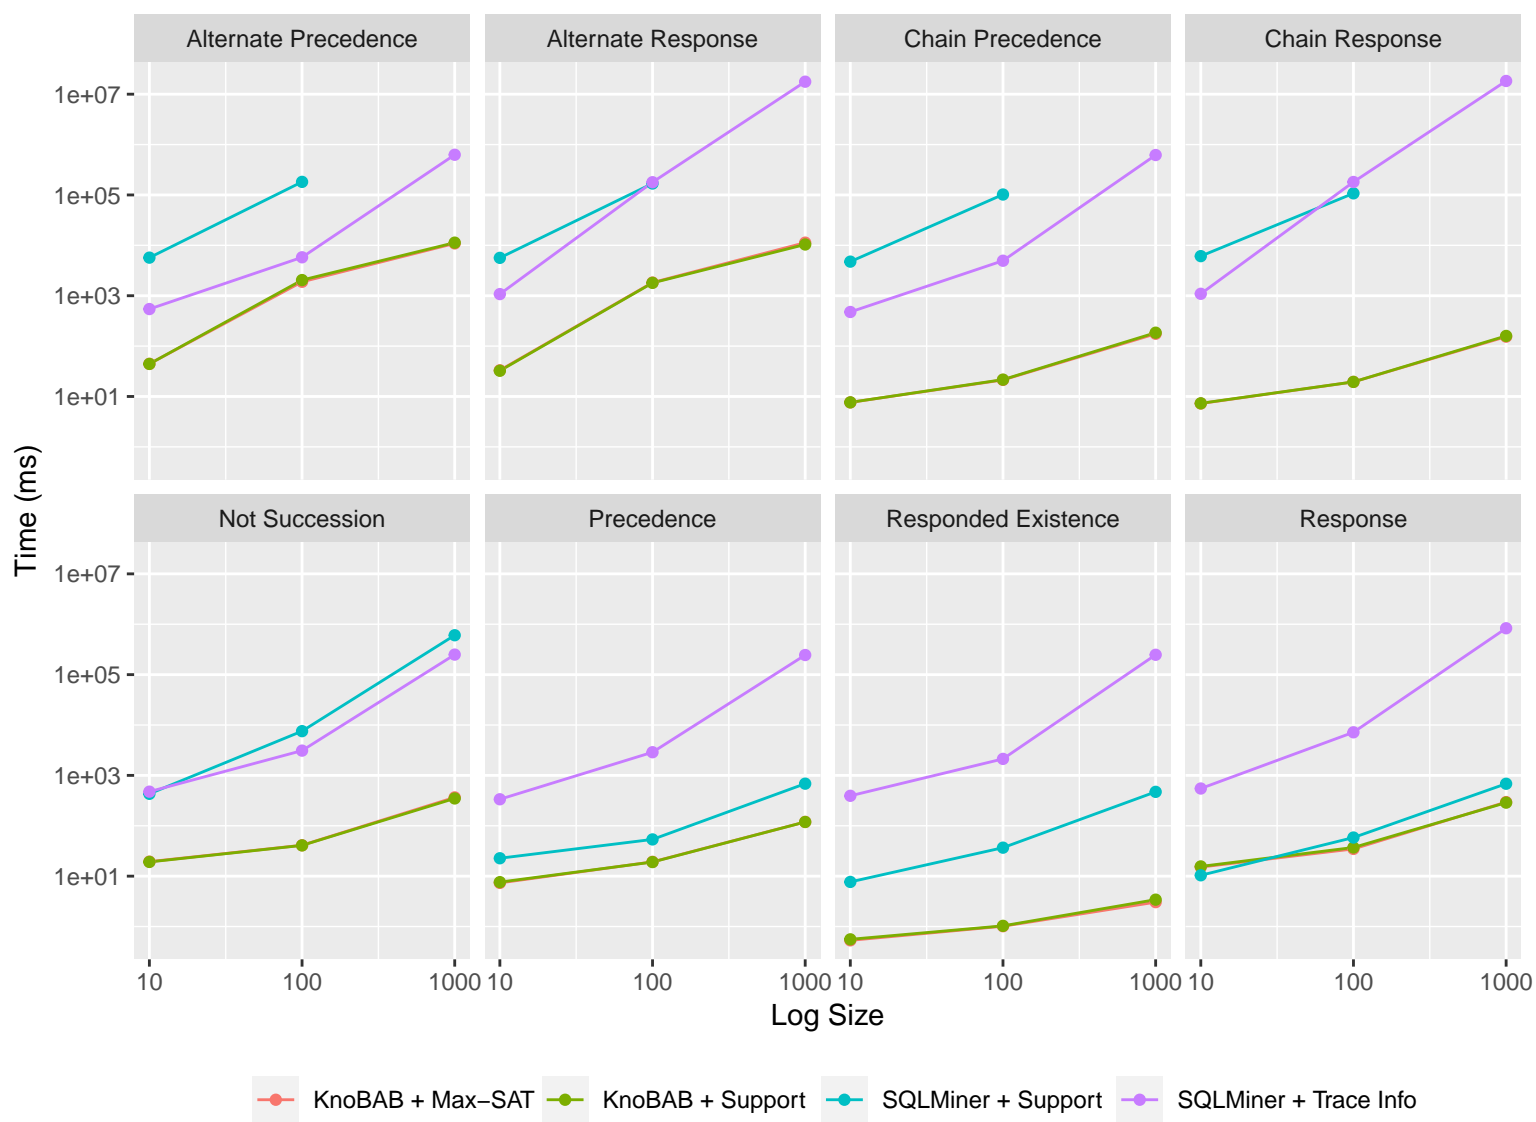 Alternate Precedence Alternate Response Chain Precedence Chain Response
1e+07
1e+05
1e+03
1e+01
Time (ms)
Not Succession Precedence Responded Existence Response
1e+07
1e+05
1e+03
1e+01
10 100 1000 10 100 1000 10 100 1000 10 100 1000
Log Size
KnoBAB + Max−SAT KnoBAB + Support SQLMiner + Support SQLMiner + Trace Info